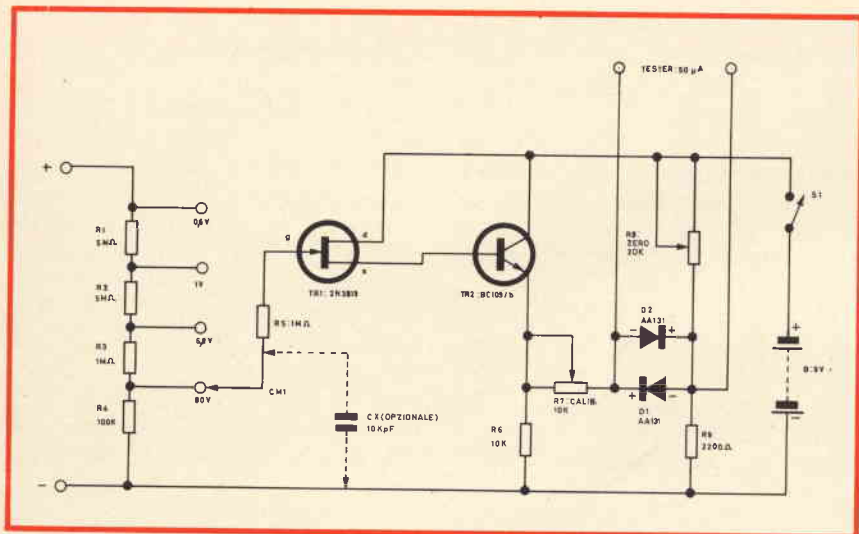 TESTER: 50 µA
+
0,6V
R1
5MΩ
1V
R2
5MΩ
R3
1MΩ
80V
R4
100K
-
g
d
s
TR1: 2N3819
R5: 1MΩ
CM1
CX (OPZIONALE)
10KpF
TR2: BC109/b
R8:
ZERO
20K
S1
D2
AA131
-
+
R7: CALIB.
10K
+
-
D1
AA131
R6
10K
R9
2200Ω
+
B: 9V
-